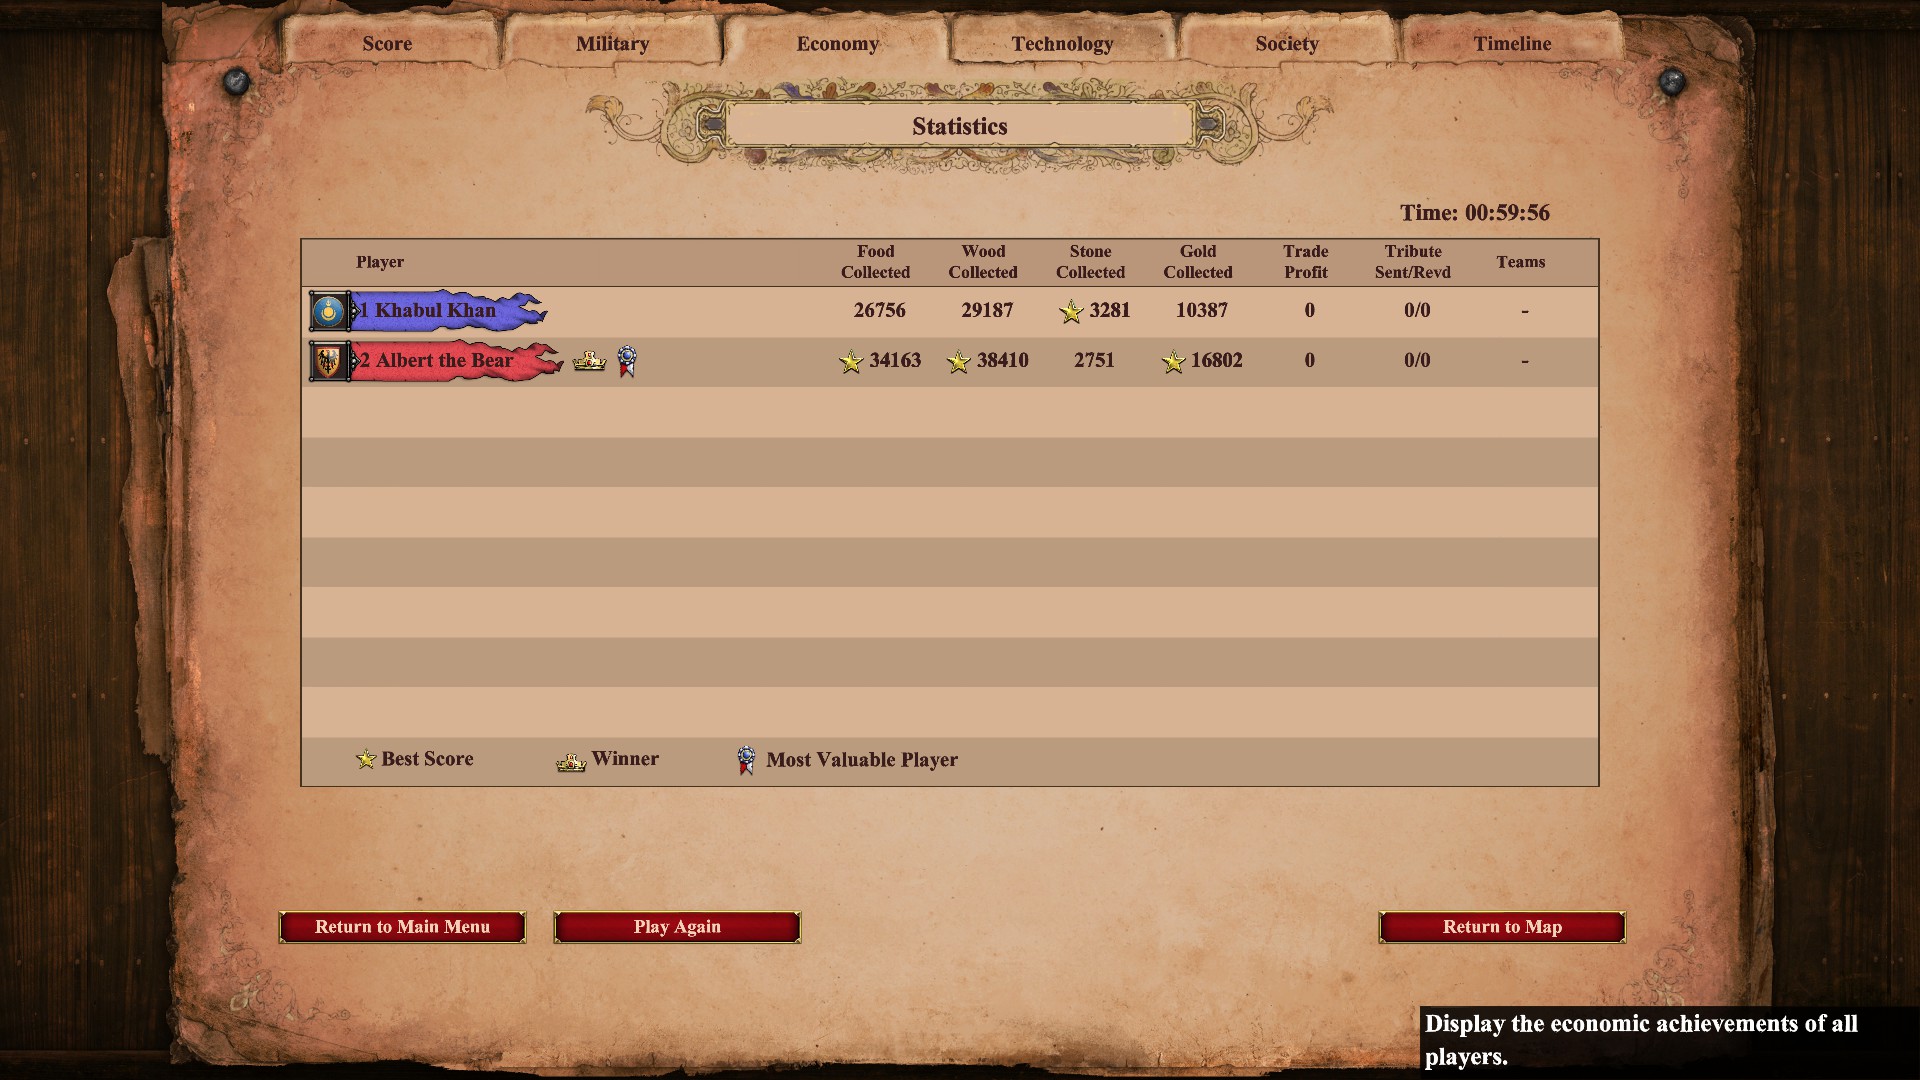 Score Military Economy Technology Society Timeline
Statistics
Time: 00:59:56
Player Food Collected Wood Collected Stone Collected Gold Collected Trade Profit Tribute Sent/Revd Teams
1 Khabul Khan 26756 29187 3281 10387 0 0/0 -
2 Albert the Bear 34163 38410 2751 16802 0 0/0 -
Best Score Winner Most Valuable Player
Return to Main Menu Play Again Return to Map
Display the economic achievements of all
players.